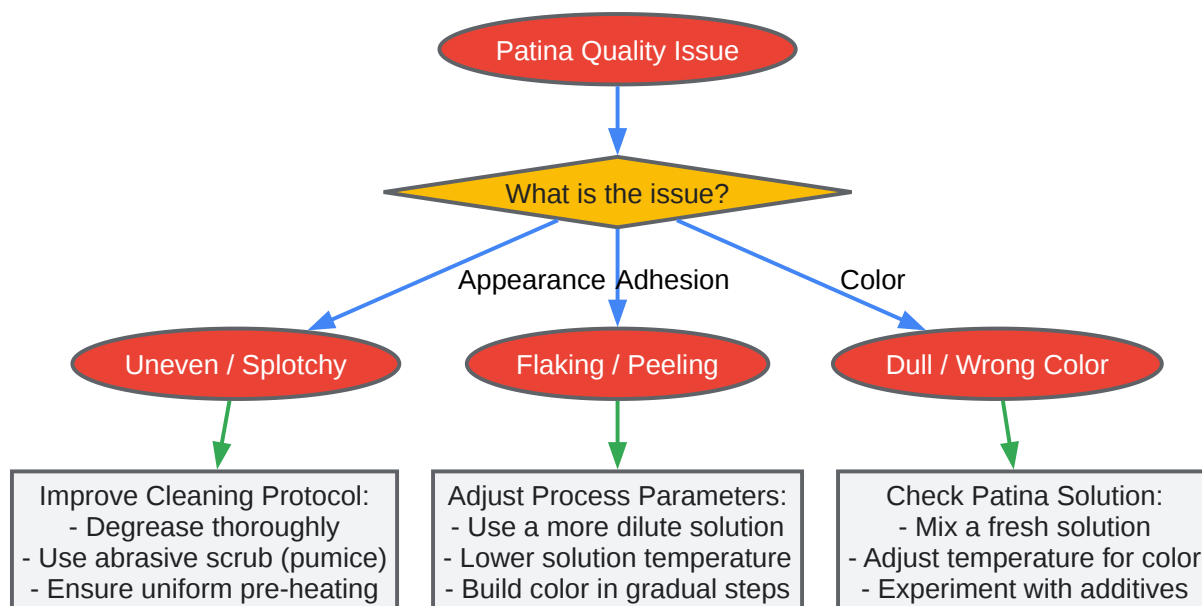 Patina Quality Issue
What is the issue?
Appearance
Adhesion
Color
Uneven / Splotchy
Flaking / Peeling
Dull / Wrong Color
Improve Cleaning Protocol:
- Degrease thoroughly
- Use abrasive scrub (pumice)
- Ensure uniform pre-heating
Adjust Process Parameters:
- Use a more dilute solution
- Lower solution temperature
- Build color in gradual steps
Check Patina Solution:
- Mix a fresh solution
- Adjust temperature for color
- Experiment with additives